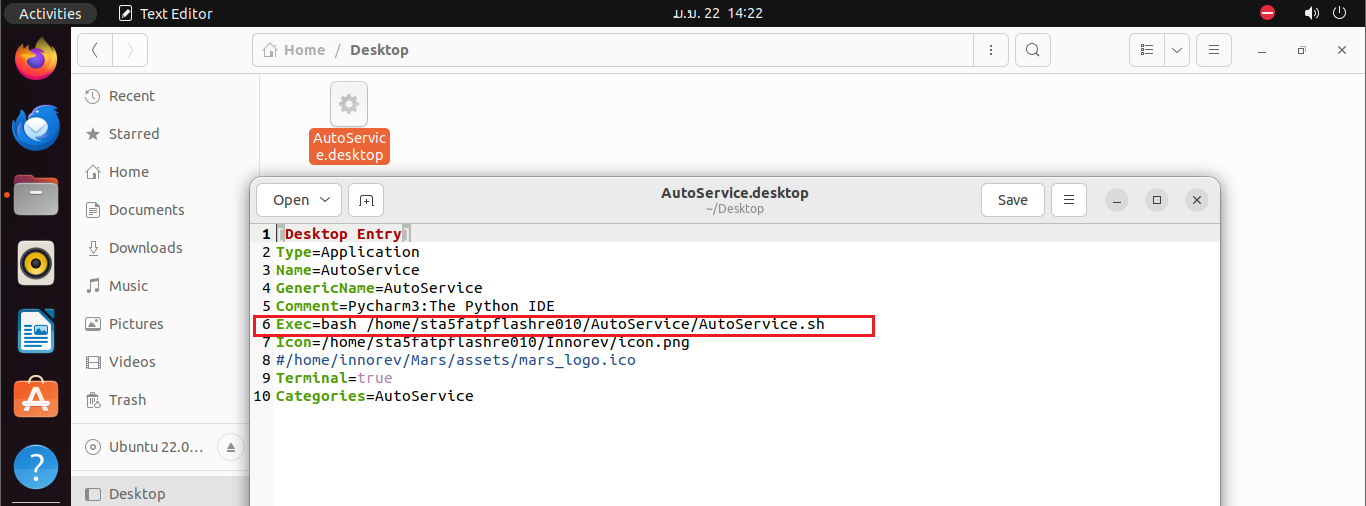 Activities
Text Editor
ม.ย. 22 14:22
Home / Desktop
Recent
Starred
Home
Documents
Downloads
Music
Pictures
Videos
Trash
Ubuntu 22.0…
Desktop
AutoServic
e.desktop
Open
AutoService.desktop
~/Desktop
Save
1 [Desktop Entry]
2 Type=Application
3 Name=AutoService
4 GenericName=AutoService
5 Comment=Pycharm3:The Python IDE
6 Exec=bash /home/sta5fatpflashre010/AutoService/AutoService.sh
7 Icon=/home/sta5fatpflashre010/Innorev/icon.png
8 #/home/innorev/Mars/assets/mars_logo.ico
9 Terminal=true
10 Categories=AutoService